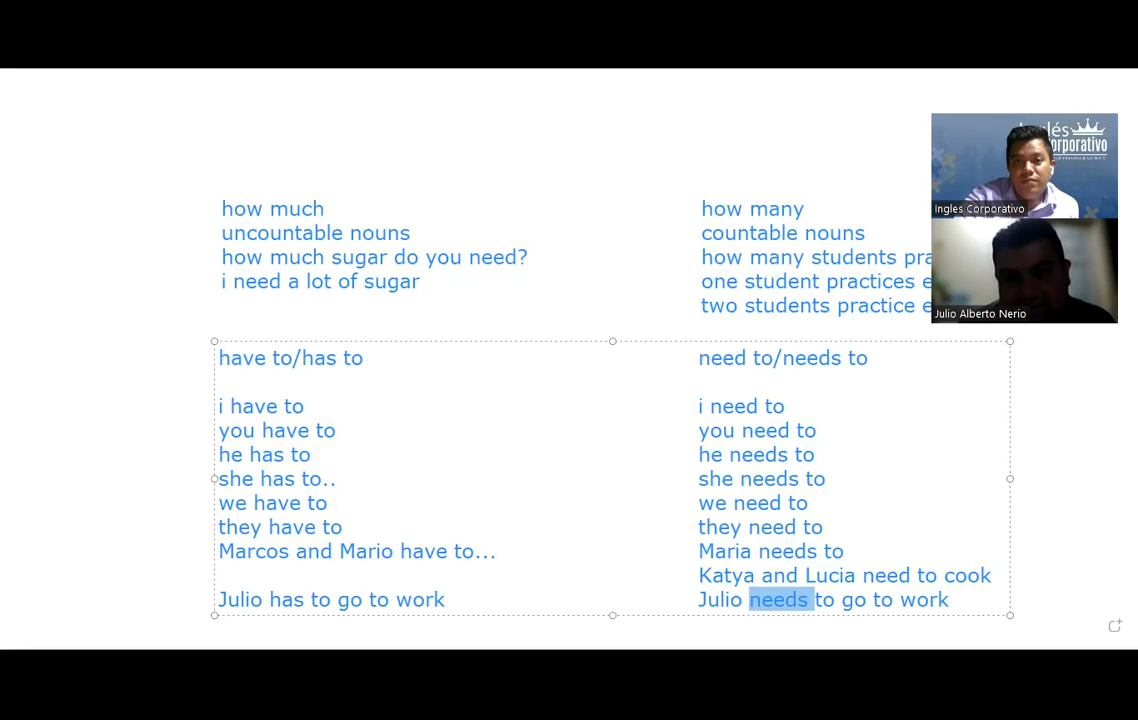 how much
uncountable nouns
how much sugar do you need?
i need a lot of sugar
how many
countable nouns
how many students
one student practices
two student practice
have to/has to
i have to
you have to
he has to
she has to..
we have to
they have to
Marcos and Mario have to...
Julio has to go to work
need to/needs to
i need to
you need to
he needs to
she needs to
we need to
they need to
Maria needs to
Katya and Lucia need to cook
Julio needs to go to work
Ingles Corporativo
Julio Alberto Nerio